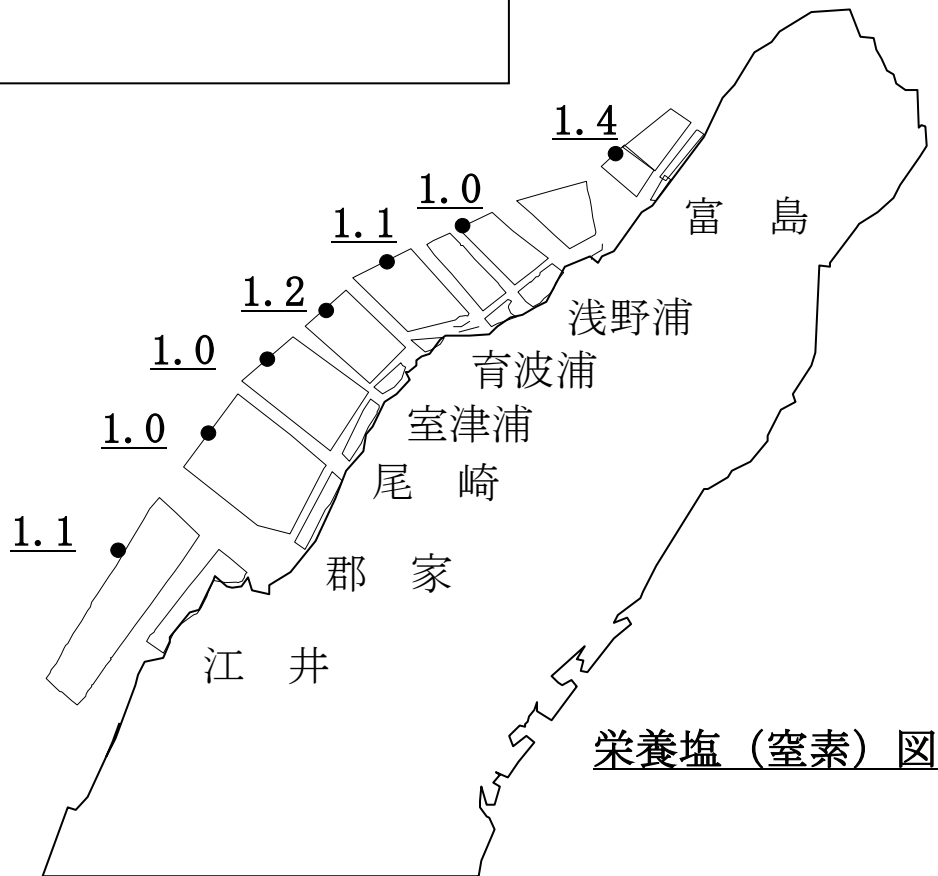 1.4
1.0
1.1
富 島
1.2
浅野浦
1.0
育波浦
1.0
室津浦
尾 崎
1.1
郡 家
江 井
栄養塩（窒素）図